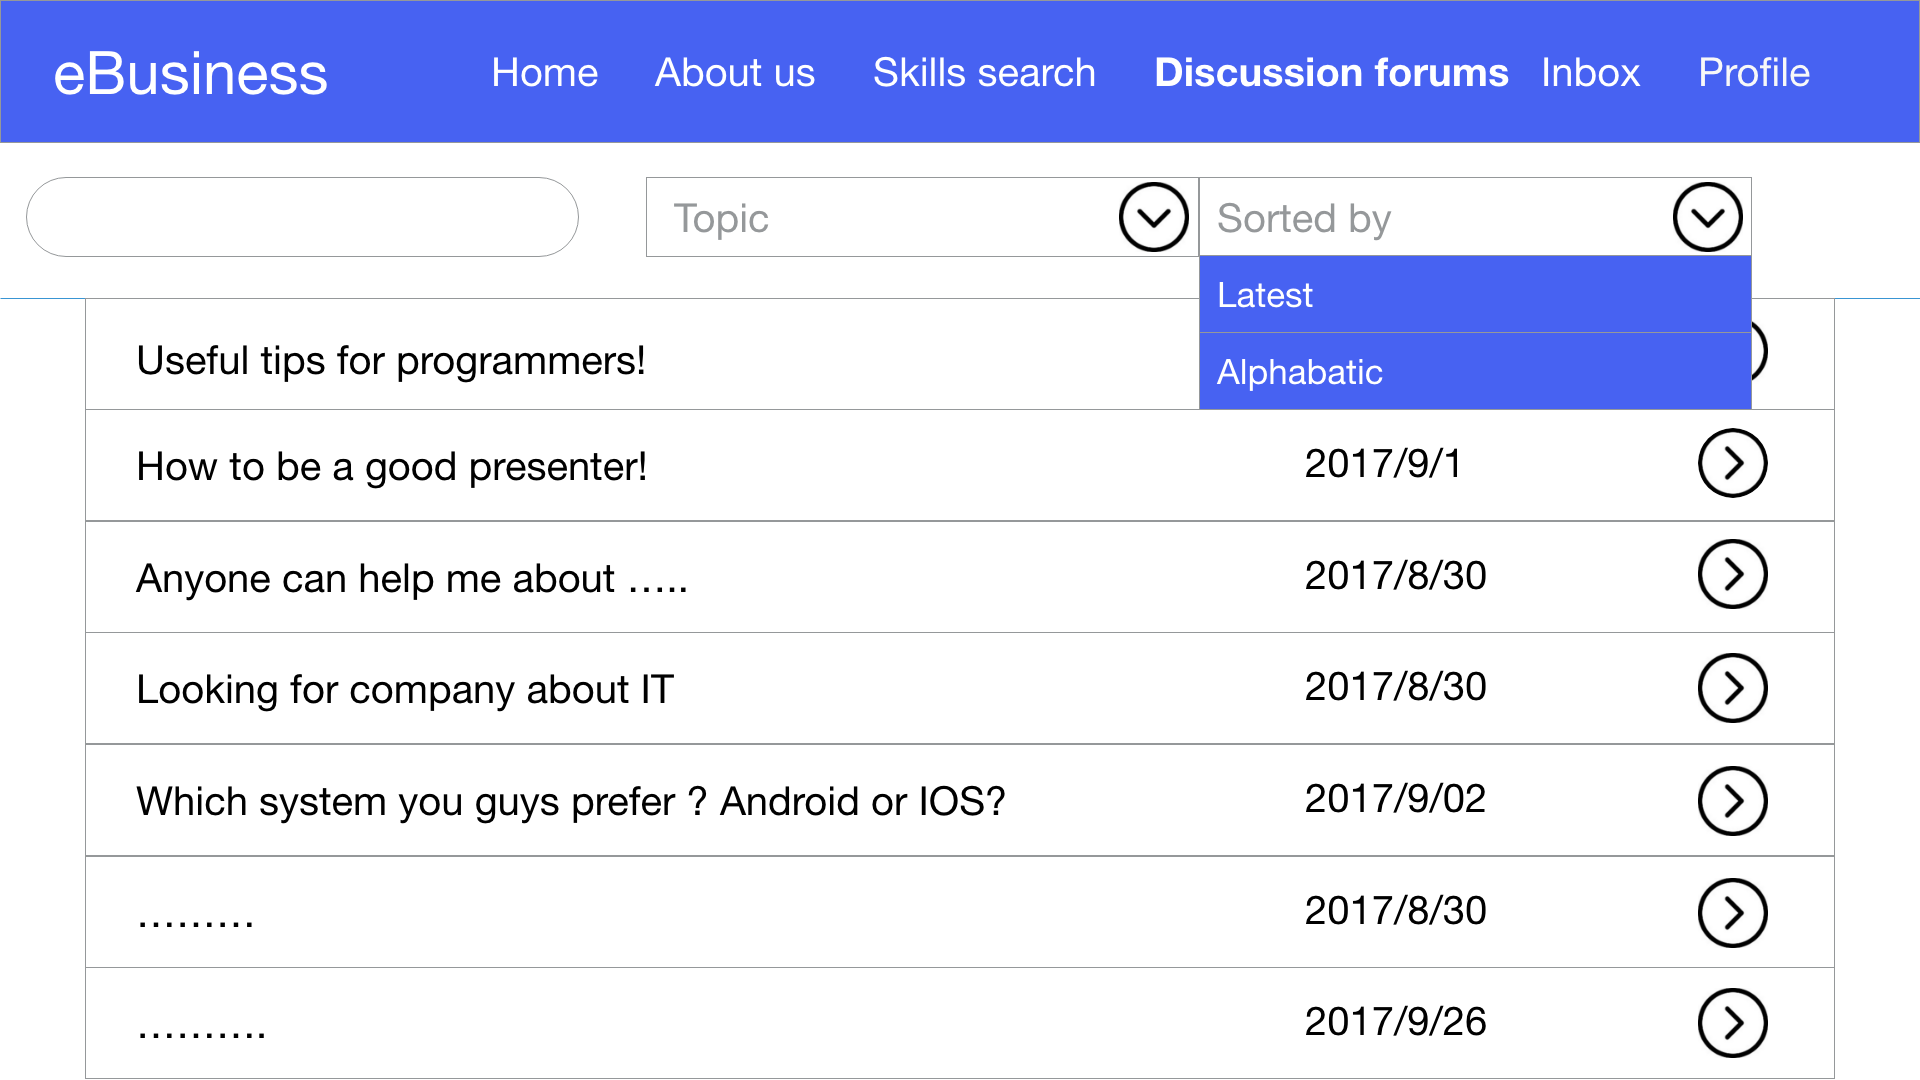 eBusiness Home About us Skills search Discussion forums Inbox Profile
Topic Sorted by
Latest
Useful tips for programmers!
Alphabatic
How to be a good presenter! 2017/9/1
Anyone can help me about ….. 2017/8/30
Looking for company about IT 2017/8/30
Which system you guys prefer ? Android or IOS? 2017/9/02
……… 2017/8/30
………. 2017/9/26